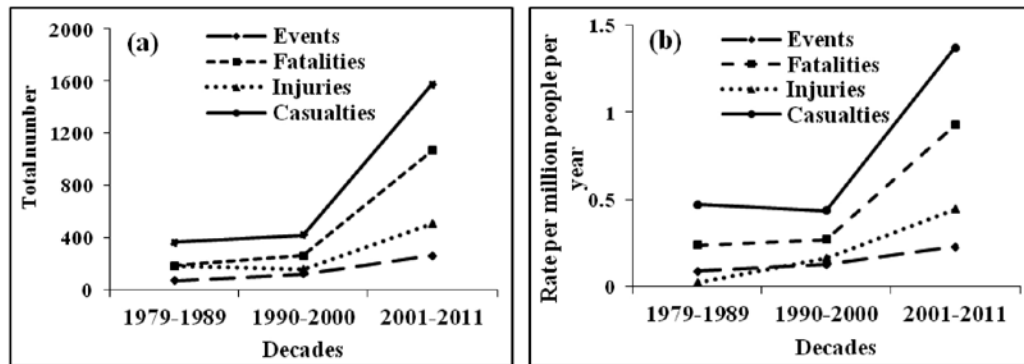 (a)
Events
Fatalities
Injuries
Casualties
Total number
2000
1600
1200
800
400
0
1979-1989
1990-2000
2001-2011
Decades
(b)
Events
Fatalities
Injuries
Casualties
Rate per million people per
year
1.5
1
0.5
0
1979-1989
1990-2000
2001-2011
Decades